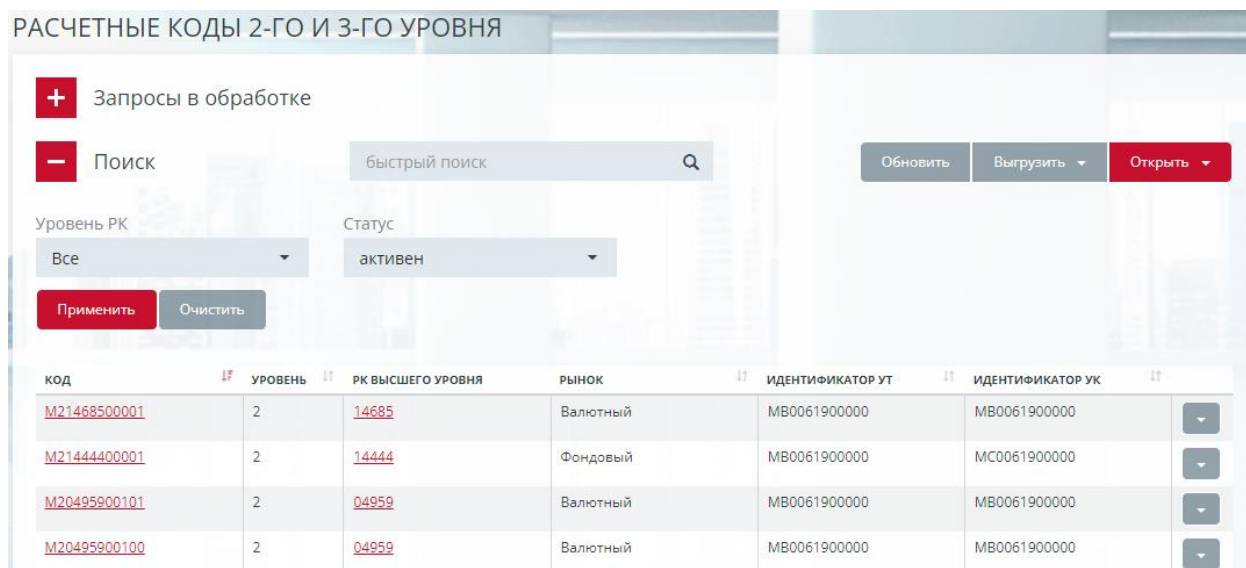 РАСЧЕТНЫЕ КОДЫ 2-ГО И 3-ГО УРОВНЯ
Запросы в обработке
Поиск быстрый поиск Обновить Выгрузить Открыть
Уровень РК Статус
Все активен
Применить Очистить
КОД УРОВЕНЬ РК ВЫСШЕГО УРОВНЯ РЫНОК ИДЕНТИФИКАТОР УТ ИДЕНТИФИКАТОР УК
M21468500001 2 14685 Валютный MB0061900000 MB0061900000
M21444400001 2 14444 Фондовый MB0061900000 MC0061900000
M20495900101 2 04959 Валютный MB0061900000 MB0061900000
M20495900100 2 04959 Валютный MB0061900000 MB0061900000